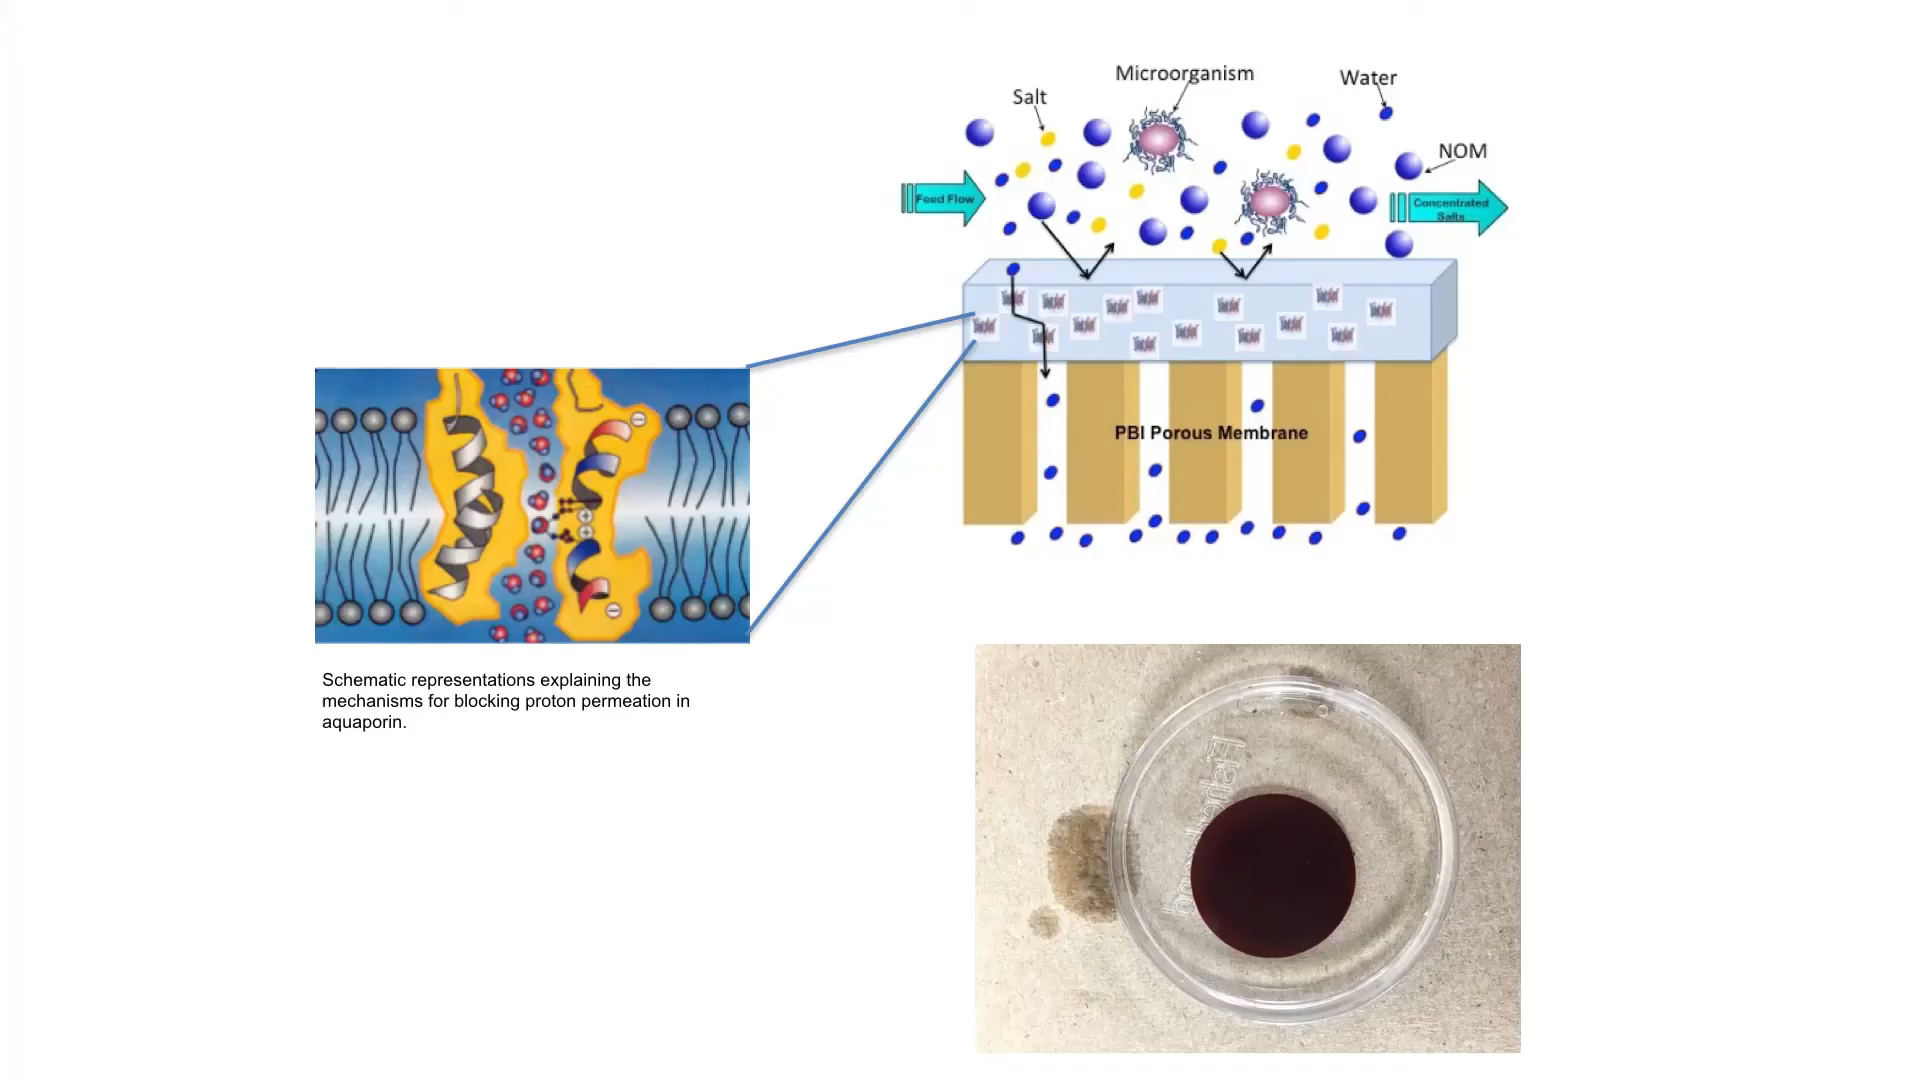 Microorganism
Water
Salt
NOM
Feed Flow
Concentrated
Salts
PBI Porous Membrane
Schematic representations explaining the
mechanisms for blocking proton permeation in
aquaporin.